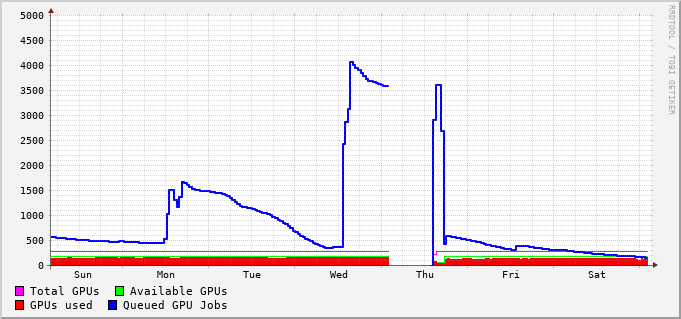 5000
4500
4000
3500
3000
2500
2000
1500
1000
500
0
Sun Mon Tue Wed Thu Fri Sat
Total GPUs Available GPUs
GPUs used Queued GPU Jobs
RRDTOOL / TOBI OETIKER